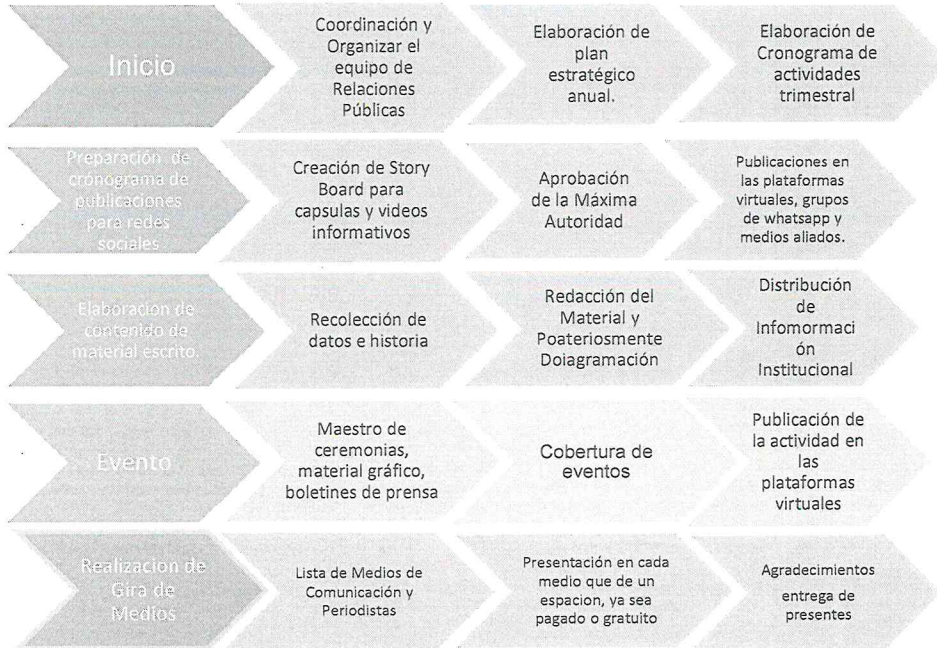 Inicio
Coordinación y
Organizar el
equipo de
Relaciones
Públicas
Elaboración de
plan
estratégico
anual.
Elaboración de
Cronograma de
actividades
trimestral
Preparación de
cronograma de
publicaciones
para redes
sociales
Creación de Story
Board para
capsulas y videos
informativos
Aprobación
de la Máxima
Autoridad
Publicaciones en
las plataformas
virtuales, grupos
de whatsapp y
medios aliados.
Elaboracion de
contenido de
material escrito.
Recolección de
datos e historia
Redacción del
Material y
Poateriosmente
Doiagramación
Distribución
de
Infomormaci
ón
Institucional
Evento
Maestro de
ceremonias,
material gráfico,
boletines de prensa
Cobertura de
eventos
Publicación de
la actividad en
las
plataformas
virtuales
Realizacion de
Gira de
Medios
Lista de Medios de
Comunicación y
Periodistas
Presentación en cada
medio que de un
espacion, ya sea
pagado o gratuito
Agradecimientos
entrega de
presentes